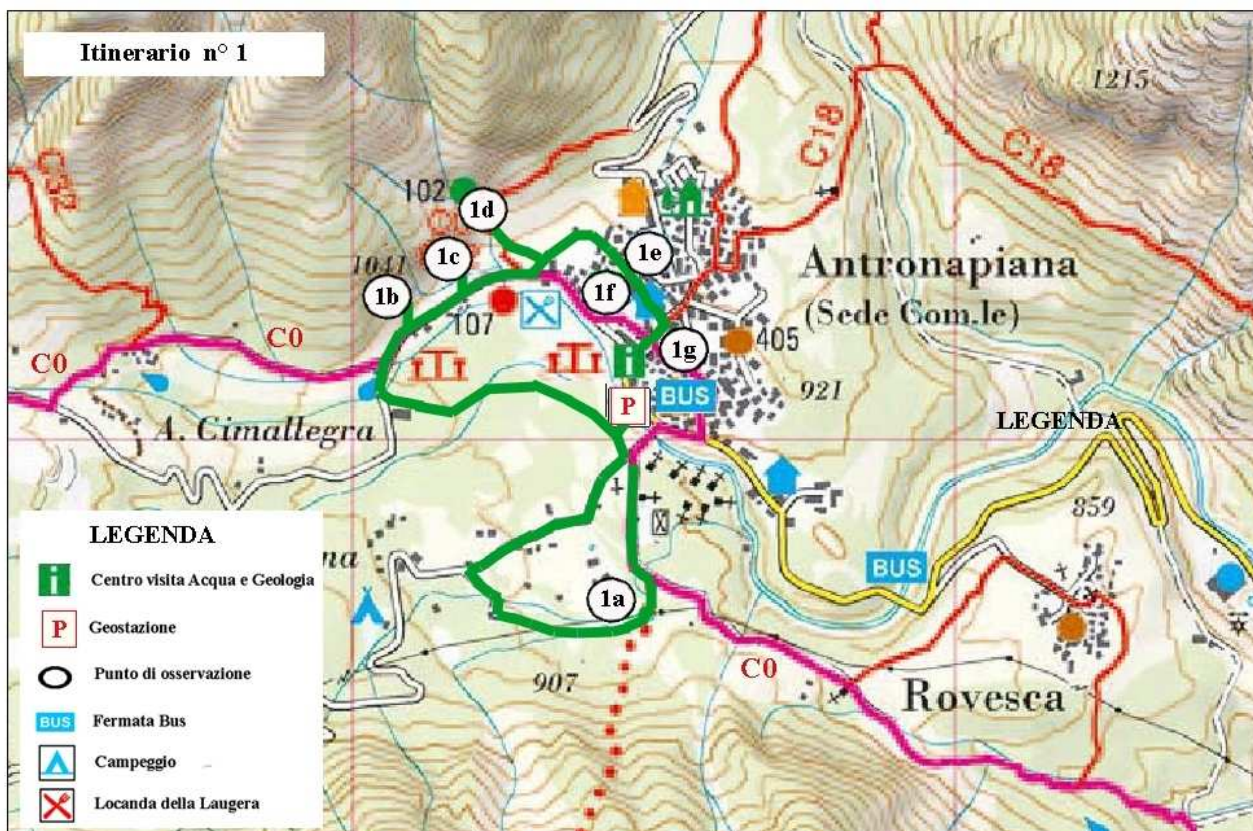 Itinerario n° 1
1215
C18
C18
C32
102
1d
1e
1c
1041
1b
1f
Antronapiana
(Sede Com.le)
107
405
i
1g
C0
C0
P
BUS
921
LEGENDA
A. Cimallegra
859
LEGENDA
na
i
Centro visita Acqua e Geologia
BUS
1a
P
Geostazione
C0
907
Rovesca
Punto di osservazione
BUS
Fermata Bus
Campeggio
Locanda della Laugera